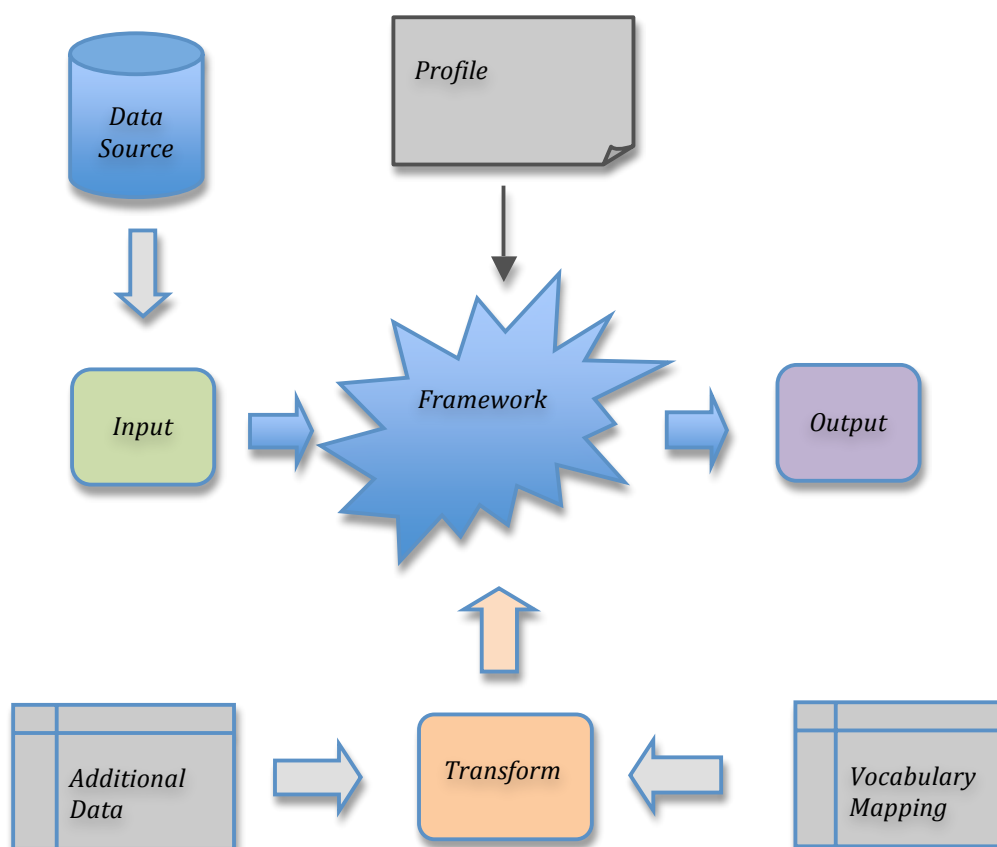 Profile
Data
Source
Framework
Input
Output
Transform
Additional
Data
Vocabulary
Mapping